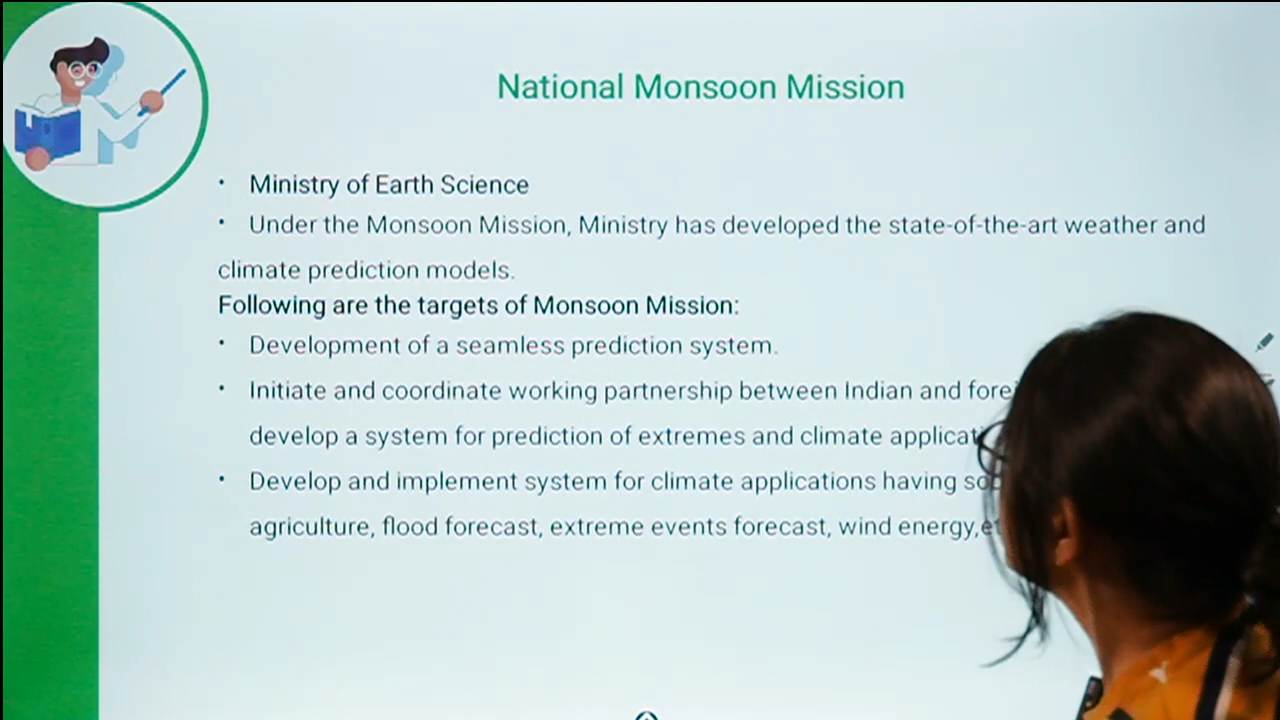 National Monsoon Mission
• Ministry of Earth Science
• Under the Monsoon Mission, Ministry has developed the state-of-the-art weather and
climate prediction models.
Following are the targets of Monsoon Mission:
• Development of a seamless prediction system.
• Initiate and coordinate working partnership between Indian and
develop a system for prediction of extremes and climate
• Develop and implement system for climate applications having
agriculture, flood forecast, extreme events forecast, wind energy,